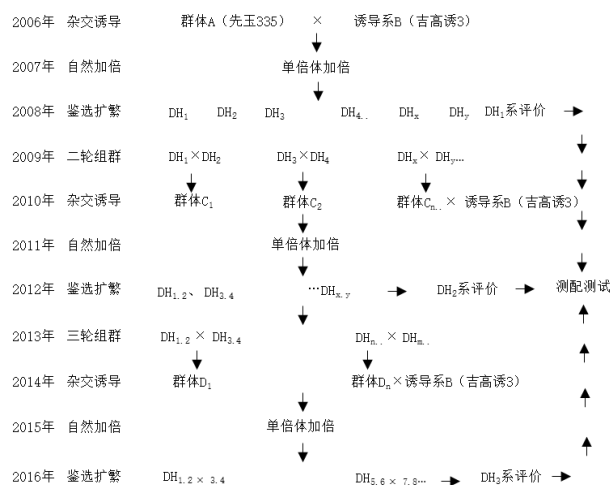 2006年 杂交诱导 群体A（先玉335） × 诱导系B（吉高诱3）
2007年 自然加倍 单倍体加倍
2008年 鉴选扩繁 DH1 DH2 DH3 DH4.. DHx DHy DH1系评价
2009年 二轮组群 DH1×DH2 DH3×DH4 DHx× DHy…
2010年 杂交诱导 群体C1 群体C2 群体Cn..× 诱导系B（吉高诱3）
2011年 自然加倍 单倍体加倍
2012年 鉴选扩繁 DH1.2、 DH3.4 …DHx.y DH2系评价 测配测试
2013年 三轮组群 DH1.2× DH3.4 DHn..× DHm..
2014年 杂交诱导 群体D1 群体Dn×诱导系B（吉高诱3）
2015年 自然加倍 单倍体加倍
2016年 鉴选扩繁 DH1.2 × 3.4 DH5.6 × 7.8… DH3系评价